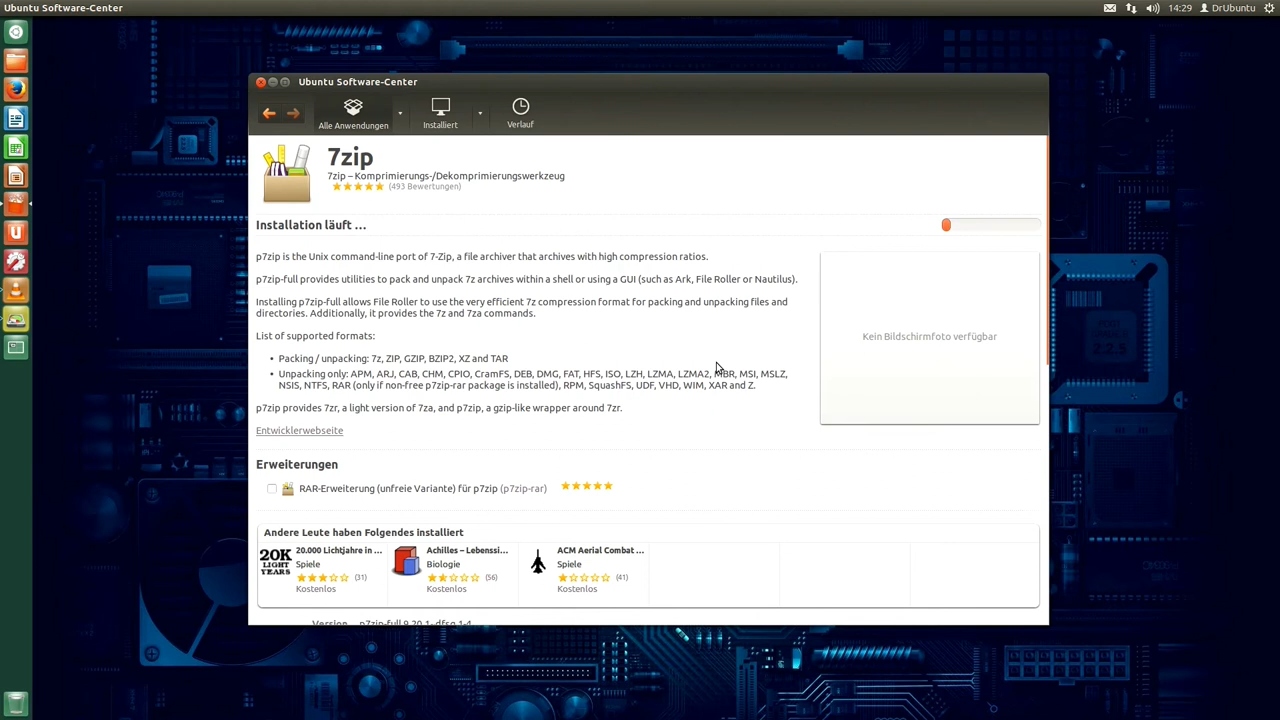 Ubuntu Software-Center
14:29 DrUbuntu
Ubuntu Software-Center
Alle Anwendungen
Installiert
Verlauf
7zip
7zip – Komprimierungs-/Dekomprimierungswerkzeug
(493 Bewertungen)
Installation läuft …
p7zip is the Unix command-line port of 7-Zip, a file archiver that archives with high compression ratios.
p7zip-full provides utilities to pack and unpack 7z archives within a shell or using a GUI (such as Ark, File Roller or Nautilus).
Installing p7zip-full allows File Roller to use the very efficient 7z compression format for packing and unpacking files and
directories. Additionally, it provides the 7z and 7za commands.
List of supported formats:
• Packing / unpacking: 7z, ZIP, GZIP, BZIP2, XZ and TAR
• Unpacking only: APM, ARJ, CAB, CHM, CPIO, CramFS, DEB, DMG, FAT, HFS, ISO, LZH, LZMA, LZMA2, MSI, MSLZ,
NSIS, NTFS, RAR (only if non-free p7zip-rar package is installed), RPM, SquashFS, UDF, VHD, WIM, XAR and Z.
p7zip provides 7zr, a light version of 7za, and p7zip, a gzip-like wrapper around 7zr.
Entwicklerwebseite
Kein Bildschirmfoto verfügbar
Erweiterungen
RAR-Erweiterung (unfreie Variante) für p7zip (p7zip-rar)
Andere Leute haben Folgendes installiert
20K LIGHT YEARS
20.000 Lichtjahre in …
Spiele
(31)
Kostenlos
Achilles – Lebenssi…
Biologie
(56)
Kostenlos
ACM Aerial Combat …
Spiele
(41)
Kostenlos
Version p7zip-full 9.20.1~dfsg.1-4